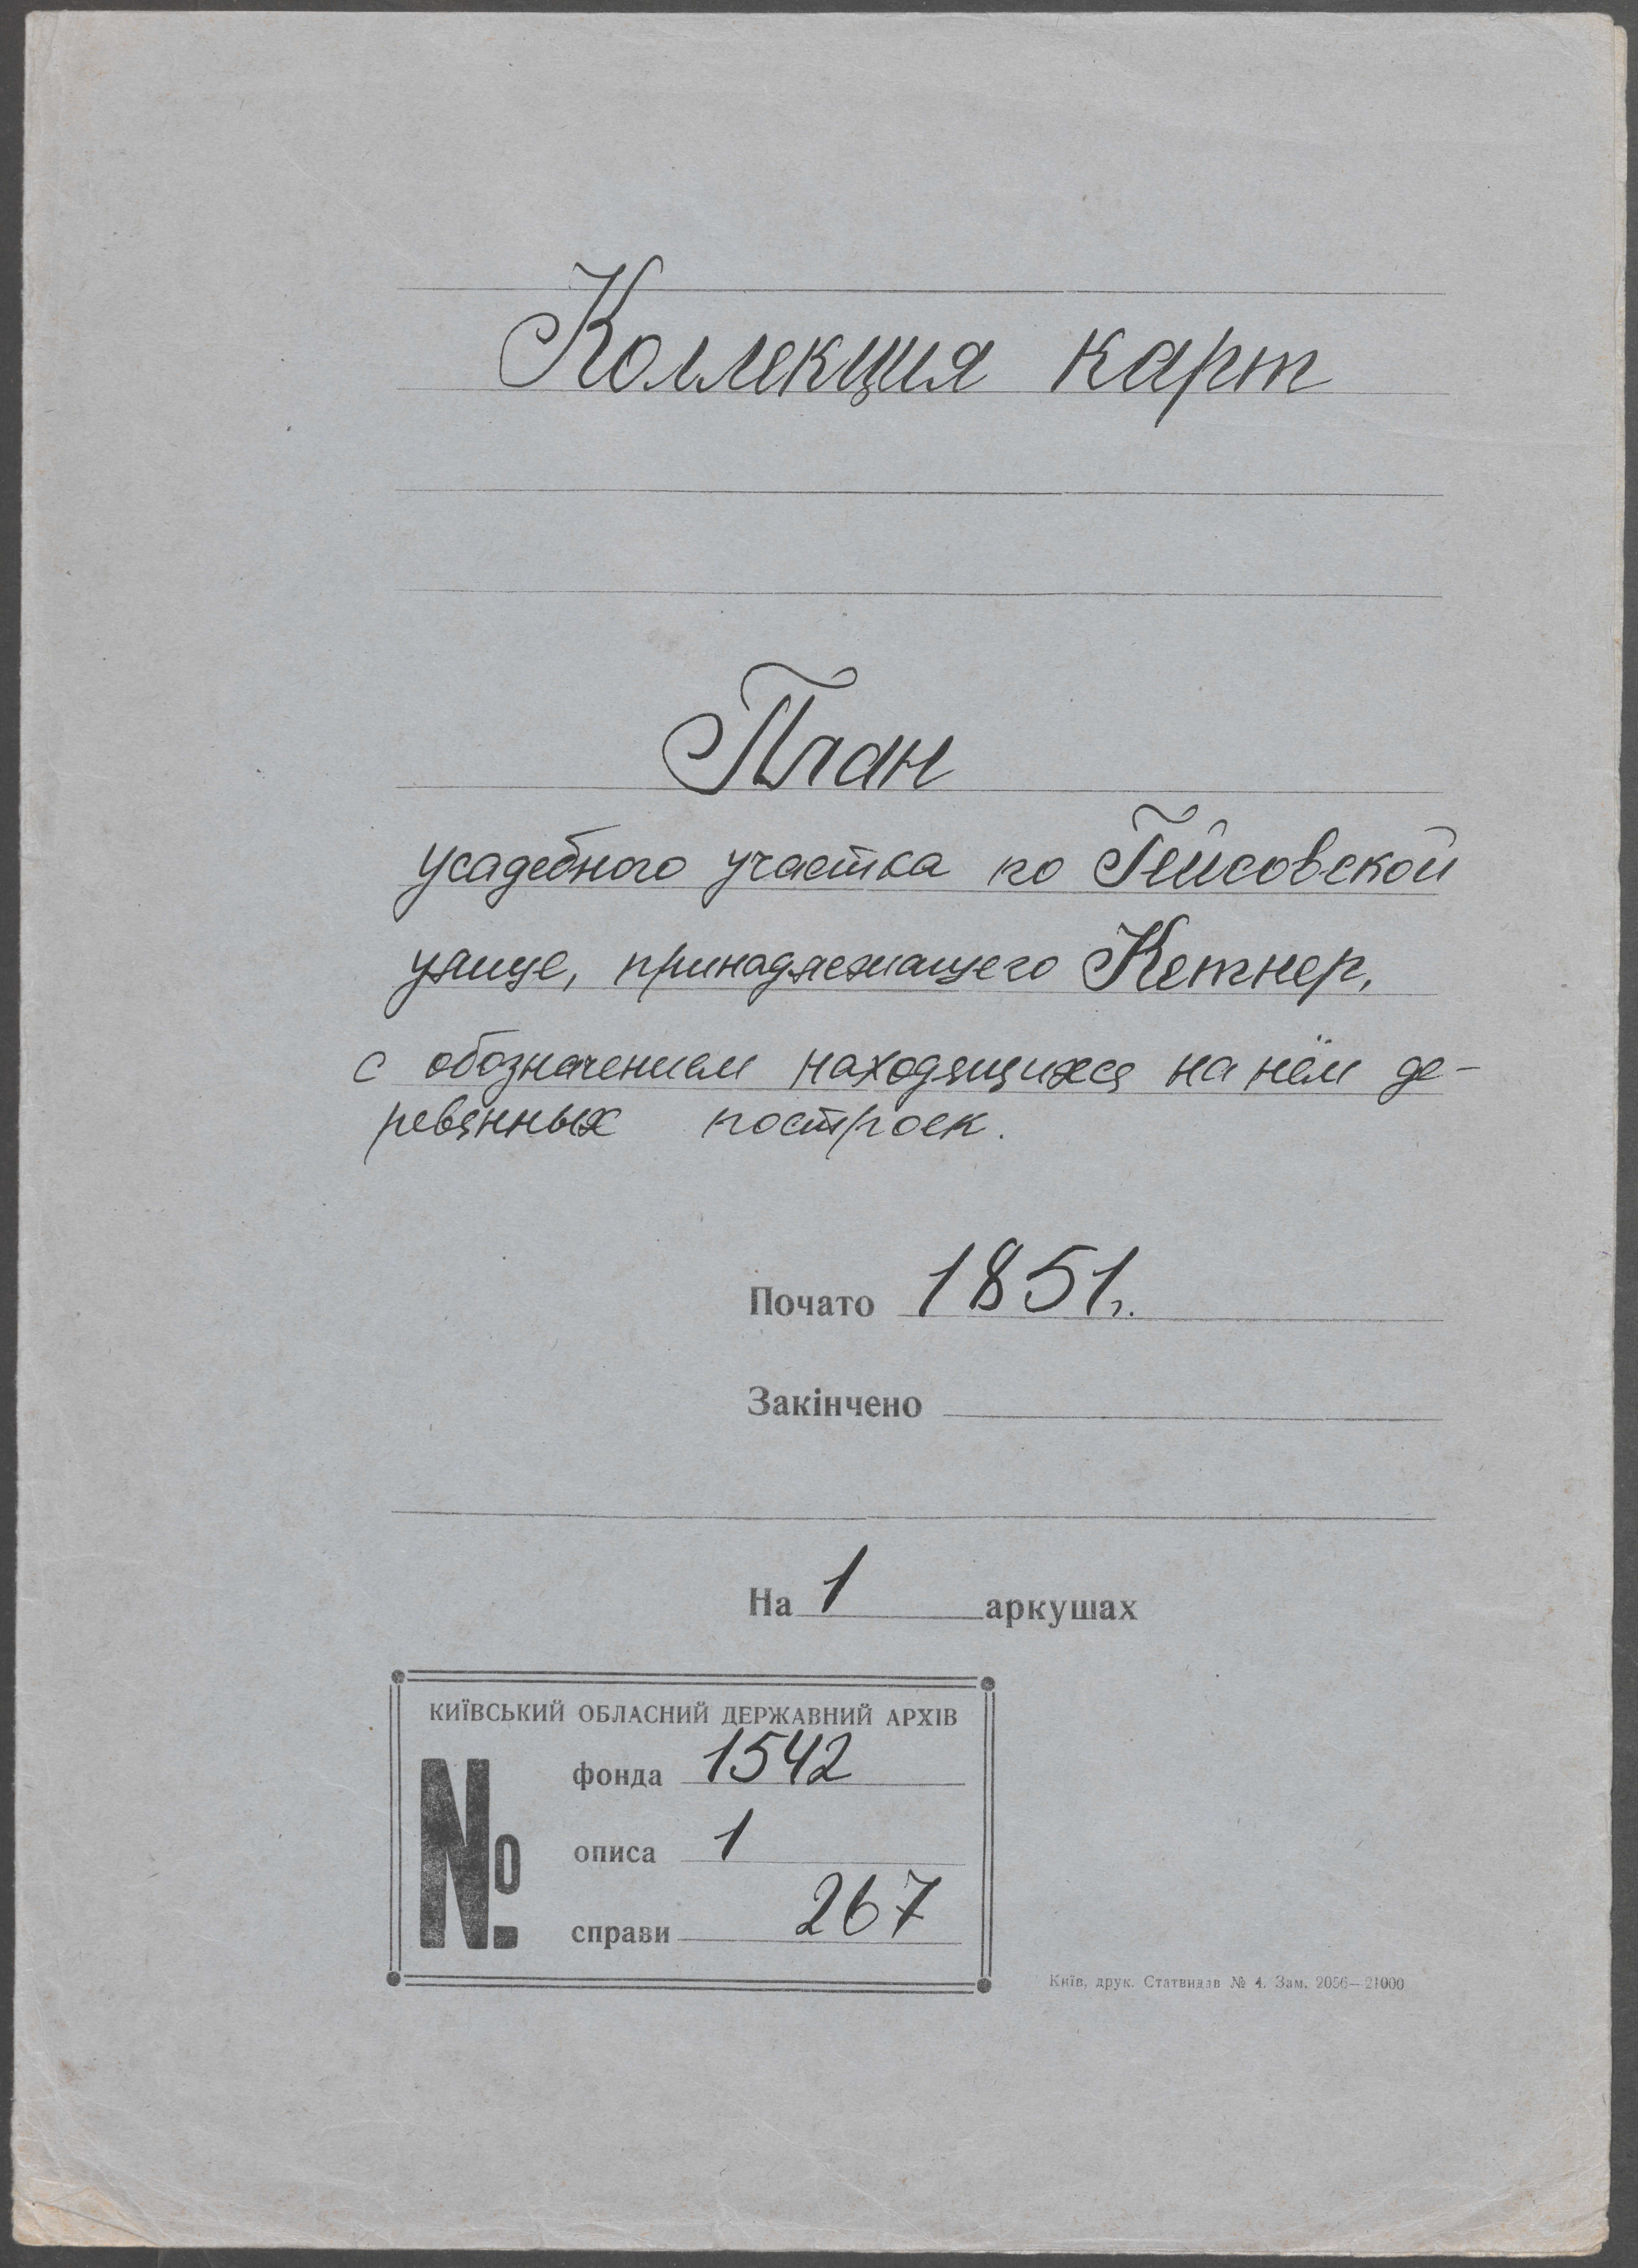 Коллекция карт
План
усадебного участка по Гейсовской
улице, принадлежащего Кетнер,
с обозначением находящихся на нём де-
ревянных построек.
Почато 1851 г.
Закінчено
На 1 аркушах
КИЇВСЬКИЙ ОБЛАСНИЙ ДЕРЖАВНИЙ АРХІВ
№
фонда 1542
описа 1
справи 267
Київ, друк. Статвидав № 4. Зам. 2056—21000